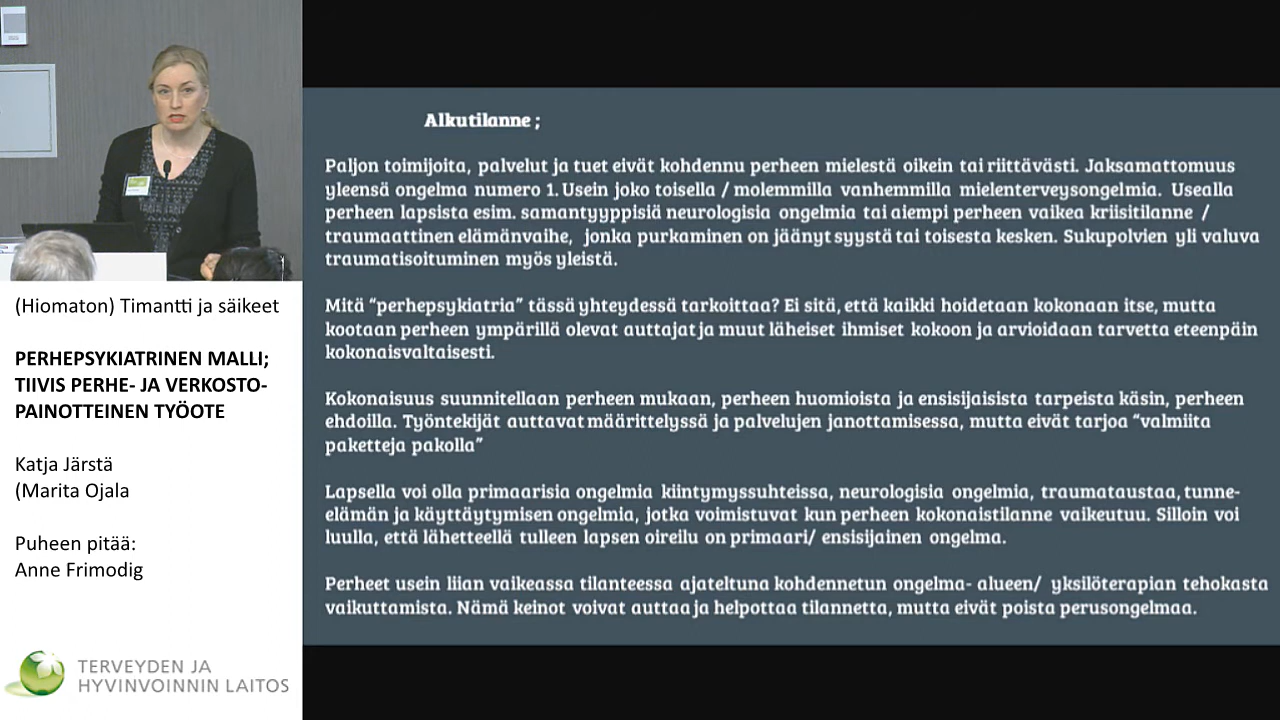 (Hiomaton) Timantti ja säikeet
PERHEPSYKIATRINEN MALLI;
TIIVIS PERHE- JA VERKOSTO-
PAINOTTEINEN TYÖOTE
Katja Järstä
(Marita Ojala
Puheen pitää:
Anne Frimodig
TERVEYDEN JA
HYVINVOINNIN LAITOS
Alkutilanne ;
Paljon toimijoita, palvelut ja tuet eivät kohdennu perheen mielestä oikein tai riittävästi. Jaksamattomuus
yleensä ongelma numero 1. Usein joko toisella / molemmilla vanhemmilla mielenterveysongelmia. Usealla
perheen lapsista esim. samantyyppisiä neurologisia ongelmia tai aiempi perheen vaikea kriisitilanne /
traumaattinen elämänvaihe, jonka purkaminen on jäänyt syystä tai toisesta kesken. Sukupolvien yli valuva
traumatisoituminen myös yleistä.
Mitä “perhepsykiatria” tässä yhteydessä tarkoittaa? Ei sitä, että kaikki hoidetaan kokonaan itse, mutta
kootaan perheen ympärillä olevat auttajat ja muut läheiset ihmiset kokoon ja arvioidaan tarvetta eteenpäin
kokonaisvaltaisesti.
Kokonaisuus suunnitellaan perheen mukaan, perheen huomioista ja ensisijaisista tarpeista käsin, perheen
ehdoilla. Työntekijät auttavat määrittelyssä ja palvelujen janottamisessa, mutta eivät tarjoa “valmiita
paketteja pakolla”
Lapsella voi olla primaarisia ongelmia kiintymyssuhteissa, neurologisia ongelmia, traumataustaa, tunne-
elämän ja käyttäytymisen ongelmia, jotka voimistuvat kun perheen kokonaistilanne vaikeutuu. Silloin voi
luulla, että lähetteellä tulleen lapsen oireilu on primaari/ ensisijainen ongelma.
Perheet usein liian vaikeassa tilanteessa ajateltuna kohdennetun ongelma- alueen/ yksilöterapian tehokasta
vaikuttamista. Nämä keinot voivat auttaa ja helpottaa tilannetta, mutta eivät poista perusongelmaa.